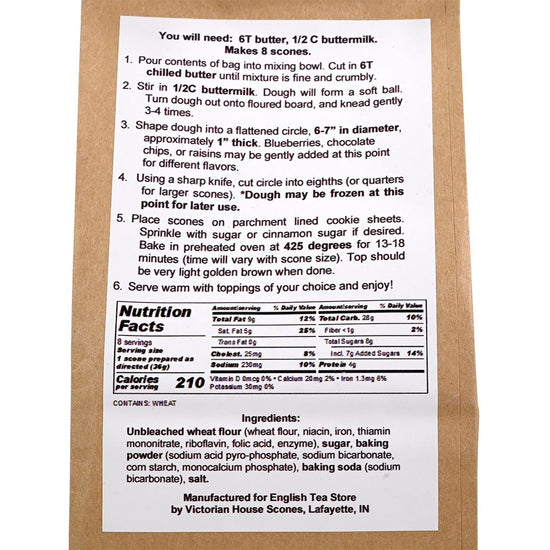 You will need: 6T butter, 1/2 C buttermilk.
Makes 8 scones.
1. Pour contents of bag into mixing bowl. Cut in 6T
chilled butter until mixture is fine and crumbly.
2. Stir in 1/2C buttermilk. Dough will form a soft ball.
Turn dough out onto floured board, and knead gently
3-4 times.
3. Shape dough into a flattened circle, 6-7” in diameter,
approximately 1” thick. Blueberries, chocolate
chips, or raisins may be gently added at this point
for different flavors.
4. Using a sharp knife, cut circle into eighths (or quarters
for larger scones). *Dough may be frozen at this
point for later use.
5. Place scones on parchment lined cookie sheets.
Sprinkle with sugar or cinnamon sugar if desired.
Bake in preheated oven at 425 degrees for 13-18
minutes (time will vary with scone size). Top should
be very light golden brown when done.
6. Serve warm with toppings of your choice and enjoy!
Nutrition
Facts
8 servings
Serving size
1 scone prepared as
directed (36g)
Calories
per serving 210
Amount/serving % Daily Value
Total Fat 9g 12%
Sat. Fat 5g 25%
Trans Fat 0g
Cholest. 25mg 8%
Sodium 230mg 10%
Amount/serving % Daily Value
Total Carb. 28g 10%
Fiber <1g 2%
Total Sugars 8g
Incl. 7g Added Sugars 14%
Protein 4g
Vitamin D 0mcg 0% • Calcium 20mg 2% • Iron 1.3mg 6%
Potassium 30mg 0%
CONTAINS: WHEAT
Ingredients:
Unbleached wheat flour (wheat flour, niacin, iron, thiamin
mononitrate, riboflavin, folic acid, enzyme), sugar, baking
powder (sodium acid pyro-phosphate, sodium bicarbonate,
corn starch, monocalcium phosphate), baking soda (sodium
bicarbonate), salt.
Manufactured for English Tea Store
by Victorian House Scones, Lafayette, IN